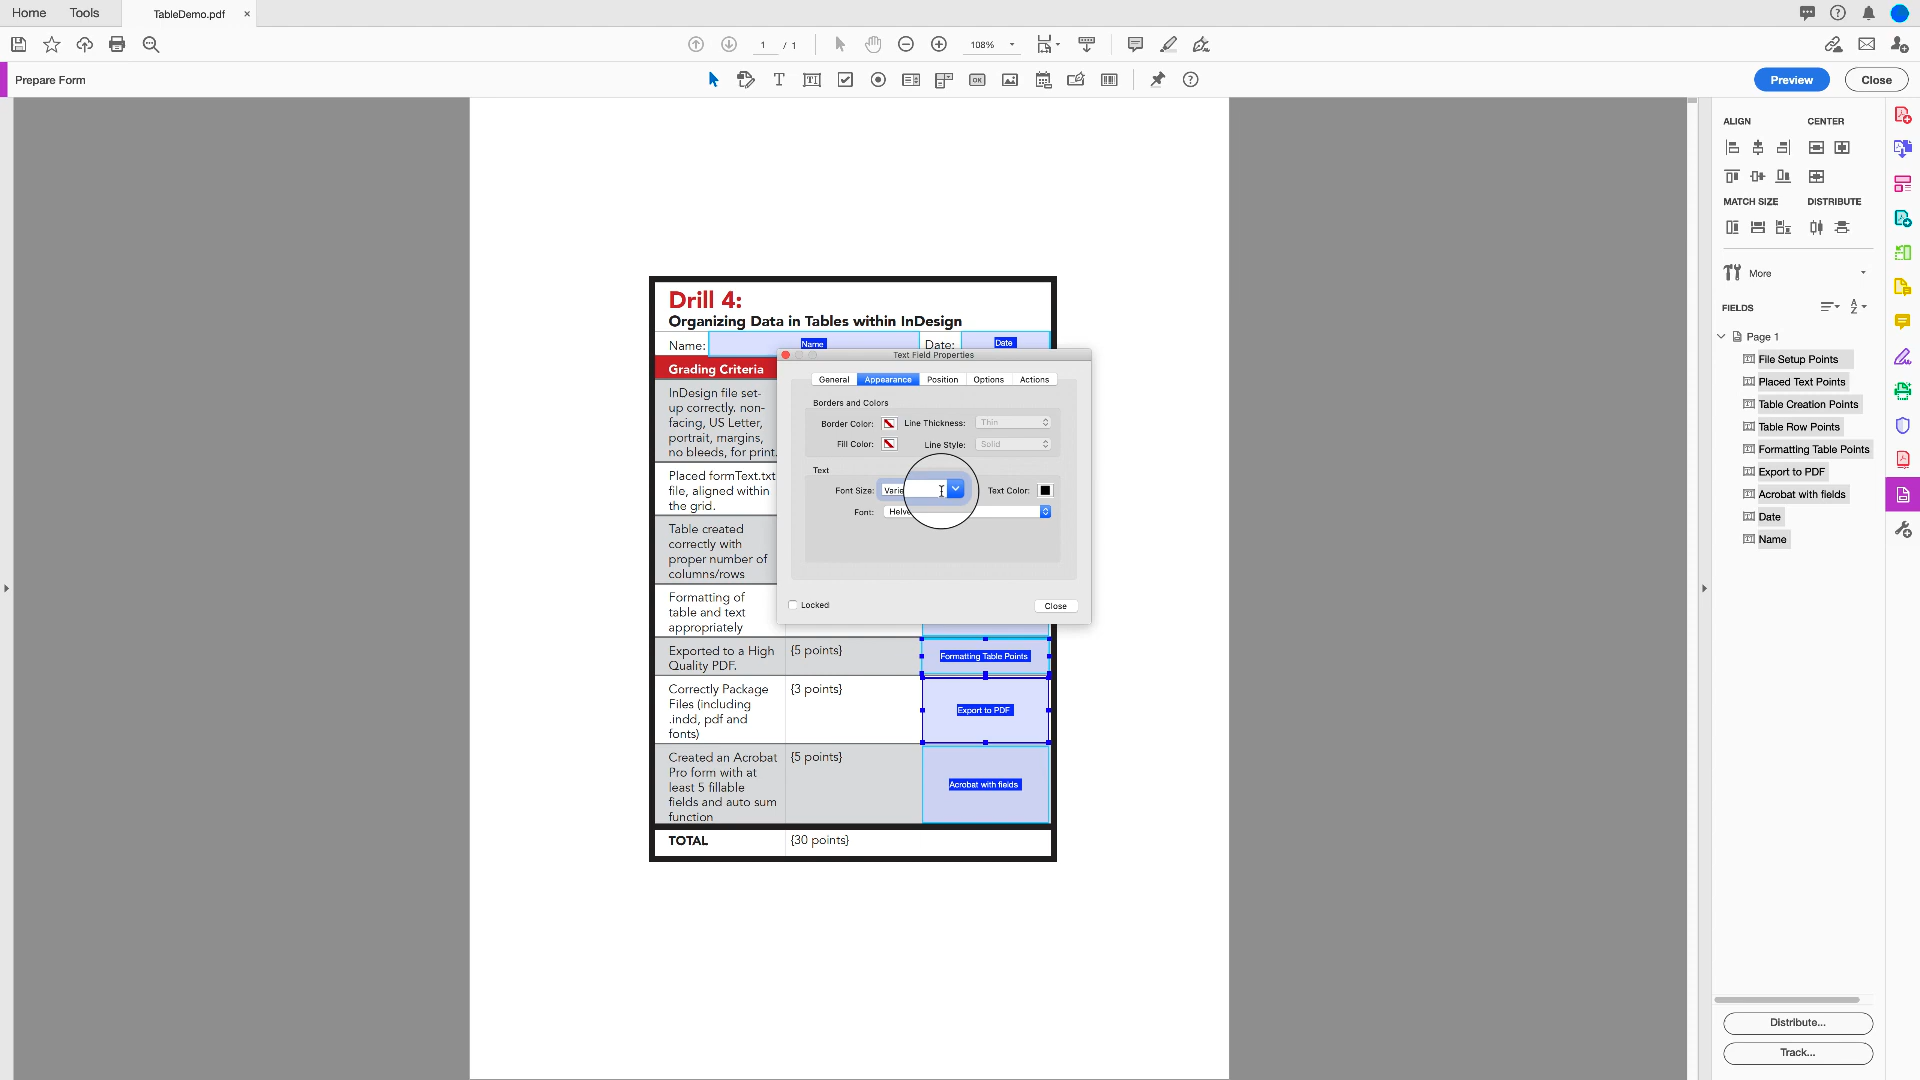 Home
Tools
TableDemo.pdf
1 / 1
108%
Prepare Form
Preview
Close
Drill 4:
Organizing Data in Tables within InDesign
Name:
Name
Date:
Date
Grading Criteria
InDesign file set-
up correctly. non-
facing, US Letter,
portrait, margins,
no bleeds, for print.
Placed formText.txt
file, aligned within
the grid.
Table created
correctly with
proper number of
columns/rows
Formatting of
table and text
appropriately
Exported to a High
Quality PDF.
{5 points}
Formatting Table Points
Correctly Package
Files (including
.indd, pdf and
fonts)
{3 points}
Export to PDF
Created an Acrobat
Pro form with at
least 5 fillable
fields and auto sum
function
{5 points}
Acrobat with fields
TOTAL
{30 points}
Text Field Properties
General
Appearance
Position
Options
Actions
Borders and Colors
Border Color:
Line Thickness:
Thin
Fill Color:
Line Style:
Solid
Text
Font Size:
Varie
Text Color:
Font:
Helve
Locked
Close
ALIGN
CENTER
MATCH SIZE
DISTRIBUTE
More
FIELDS
Page 1
File Setup Points
Placed Text Points
Table Creation Points
Table Row Points
Formatting Table Points
Export to PDF
Acrobat with fields
Date
Name
Distribute...
Track...